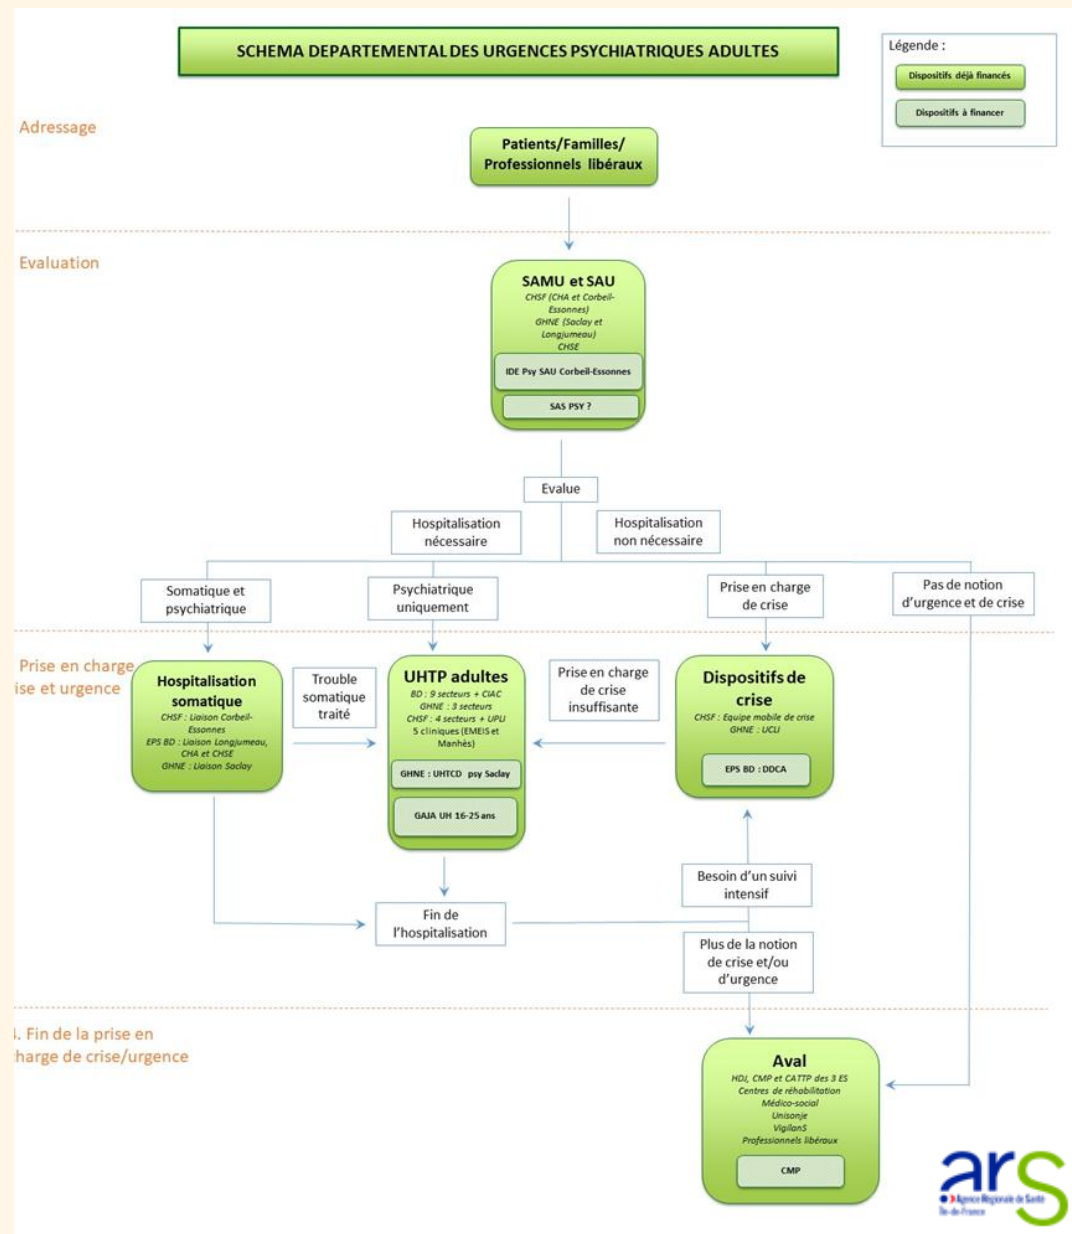 SCHEMA DEPARTEMENTAL DES URGENCES PSYCHIATRIQUES ADULTES
Légende :
Dispositifs déjà financés
Dispositifs à financer
Adressage
Patients/Familles/
Professionnels libéraux
Evaluation
SAMU et SAU
CHSF (CHA et Corbeil-
Essonnes)
GHNE (Saclay et
Longjumeau)
CHSE
IDE Psy SAU Corbeil-Essonnes
SAS PSY ?
Evalue
Hospitalisation
nécessaire
Hospitalisation
non nécessaire
Somatique et
psychiatrique
Psychiatrique
uniquement
Prise en charge
de crise
Pas de notion
d'urgence et de crise
Prise en charge
ise et urgence
Hospitalisation
somatique
CHSF : Liaison Corbeil-
Essonnes
EPS BD : Liaison Longjumeau,
CHA et CHSE
GHNE : Liaison Saclay
Trouble
somatique
traité
UHTP adultes
BD : 9 secteurs + CIAC
GHNE : 3 secteurs
CHSF : 4 secteurs + UPLI
5 cliniques (EMEIS et
Manhès)
GHNE : UHTCD psy Saclay
GAJA UH 16-25 ans
Prise en charge
de crise
insuffisante
Dispositifs de
crise
CHSF : Equipe mobile de crise
GHNE : UCLI
EPS BD : DDCA
Besoin d'un suivi
intensif
Fin de
l'hospitalisation
Plus de la notion
de crise et/ou
d'urgence
. Fin de la prise en
harge de crise/urgence
Aval
HDJ, CMP et CATTP des 3 ES
Centres de réhabilitation
Médico-social
Unisonje
VigilanS
Professionnels libéraux
CMP
ars
Agence Régionale de Santé
Île-de-France